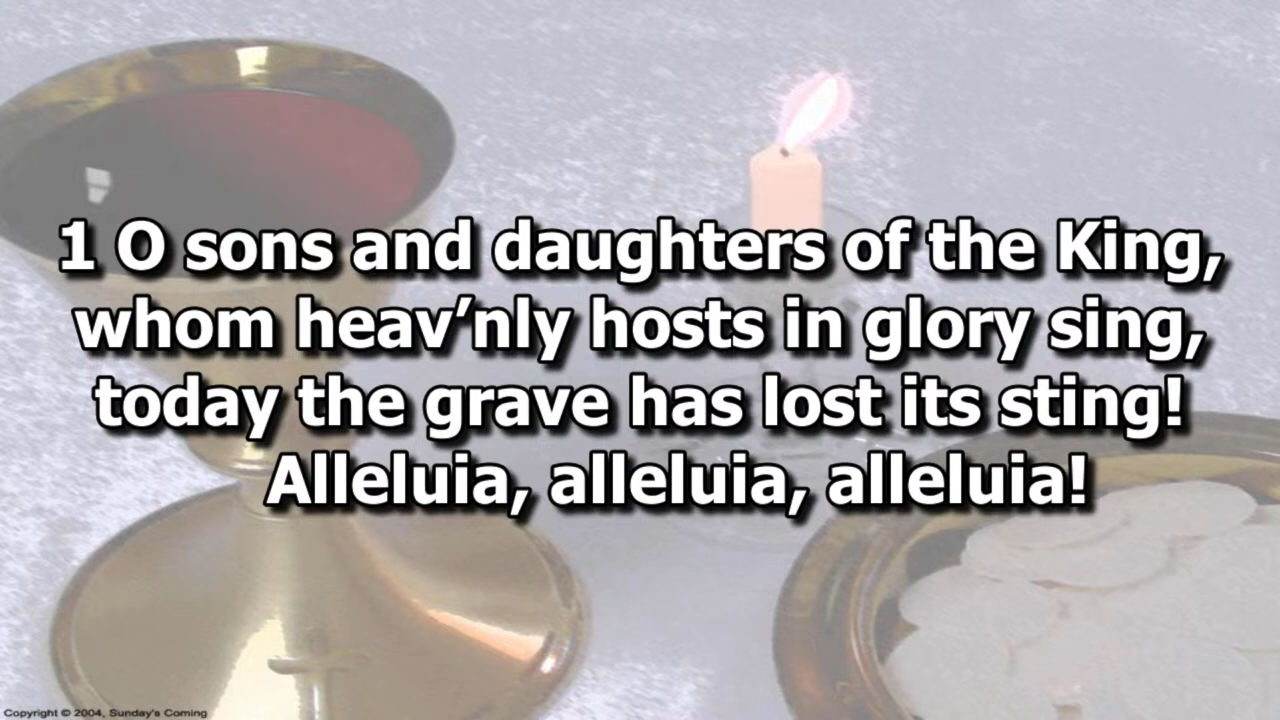 1 O sons and daughters of the King,
whom heav’nly hosts in glory sing,
today the grave has lost its sting!
Alleluia, alleluia, alleluia!
Copyright © 2004, Sunday's Coming